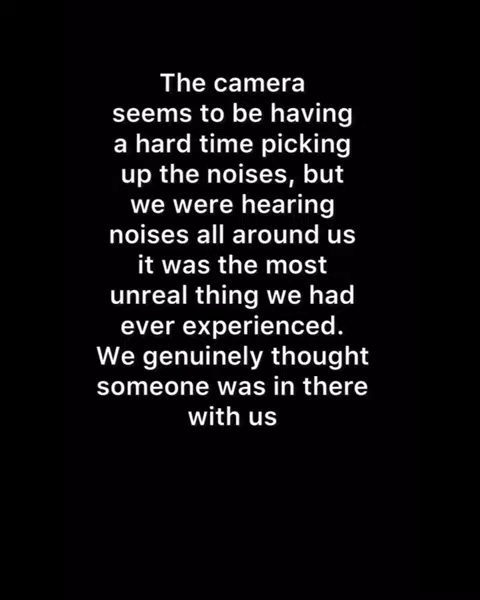 The camera
seems to be having
a hard time picking
up the noises, but
we were hearing
noises all around us
it was the most
unreal thing we had
ever experienced.
We genuinely thought
someone was in there
with us